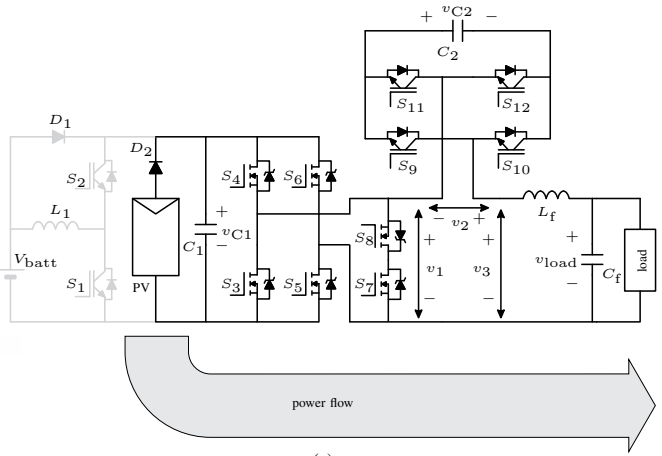 + vC2 −
C2
S11
S12
D1
D2
S9
S10
S2
S4
S6
L1
+
C1 vC1
−
S8
− v2 +
Lf
+
+
+
Vbatt
v1
v3
vload
Cf
load
S1
PV
S3
S5
S7
−
−
−
power flow